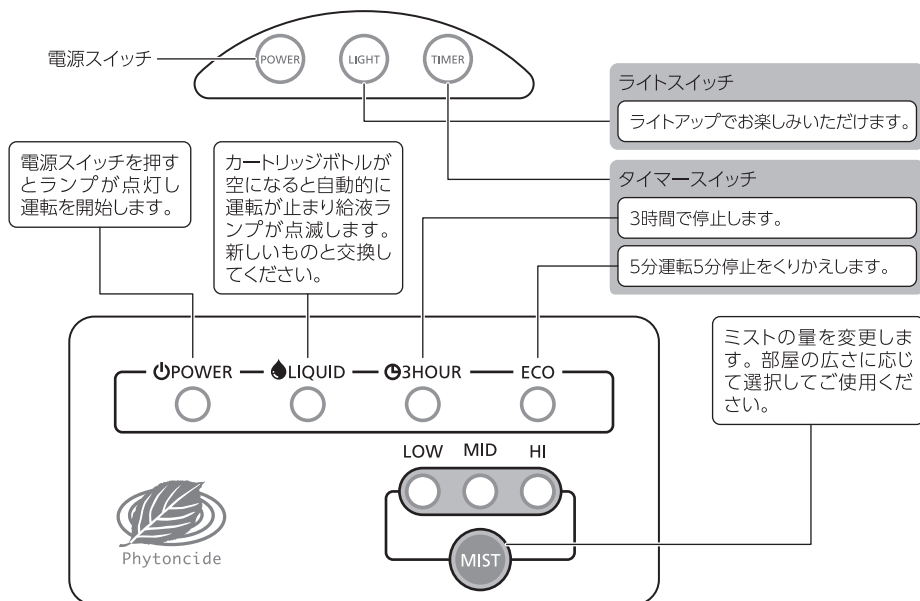 電源スイッチ
POWER
LIGHT
TIMER
ライトスイッチ
ライトアップでお楽しみいただけます。
電源スイッチを押す
とランプが点灯し
運転を開始します。
カートリッジボトルが
空になると自動的に
運転が止まり給液ラ
ンプが点滅します。
新しいものと交換し
てください。
タイマースイッチ
3時間で停止します。
5分運転5分停止をくりかえします。
ミストの量を変更しま
す。部屋の広さに応じ
て選択してご使用くだ
さい。
POWER
LIQUID
3HOUR
ECO
LOW
MID
HI
MIST
Phytoncide